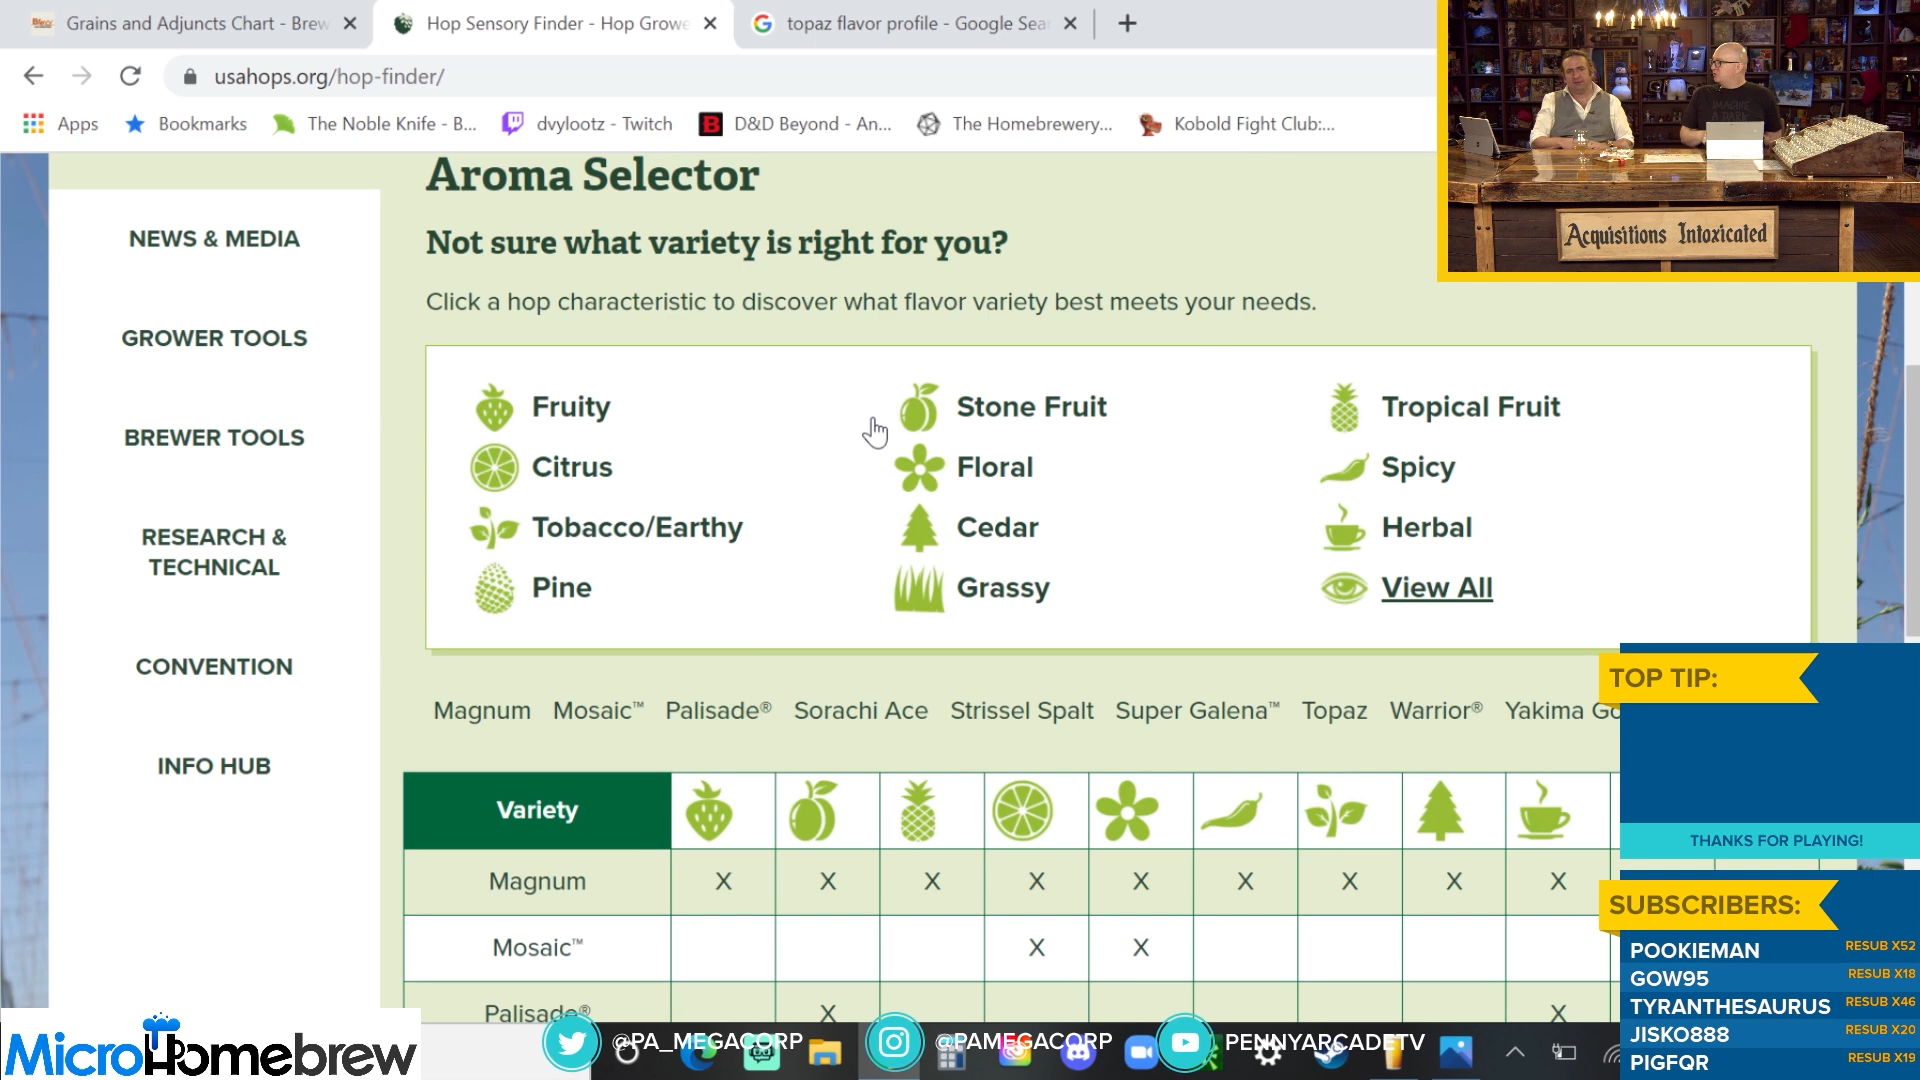 Grains and Adjuncts Chart - Brew
Hop Sensory Finder - Hop Growe
topaz flavor profile - Google Sea
usahops.org/hop-finder/
Apps
Bookmarks
The Noble Knife - B...
dvylootz - Twitch
D&D Beyond - An...
The Homebrewery...
Kobold Fight Club:...
Acquisitions Intoxicated
NEWS & MEDIA
GROWER TOOLS
BREWER TOOLS
RESEARCH &
TECHNICAL
CONVENTION
INFO HUB
Aroma Selector
Not sure what variety is right for you?
Click a hop characteristic to discover what flavor variety best meets your needs.
Fruity
Stone Fruit
Tropical Fruit
Citrus
Floral
Spicy
Tobacco/Earthy
Cedar
Herbal
Pine
Grassy
View All
Magnum Mosaic™ Palisade® Sorachi Ace Strissel Spalt Super Galena™ Topaz Warrior® Yakima Go
Variety
Magnum X X X X X X X X X
Mosaic™ X X
Palisade® X X
TOP TIP:
THANKS FOR PLAYING!
SUBSCRIBERS:
POOKIEMAN RESUB X52
GOW95 RESUB X18
TYRANTHESAURUS RESUB X46
JISKO888 RESUB X20
PIGFQR RESUB X19
MicroHomebrew
@PA_MEGACORP
@PAMEGACORP
PENNYARCADETV